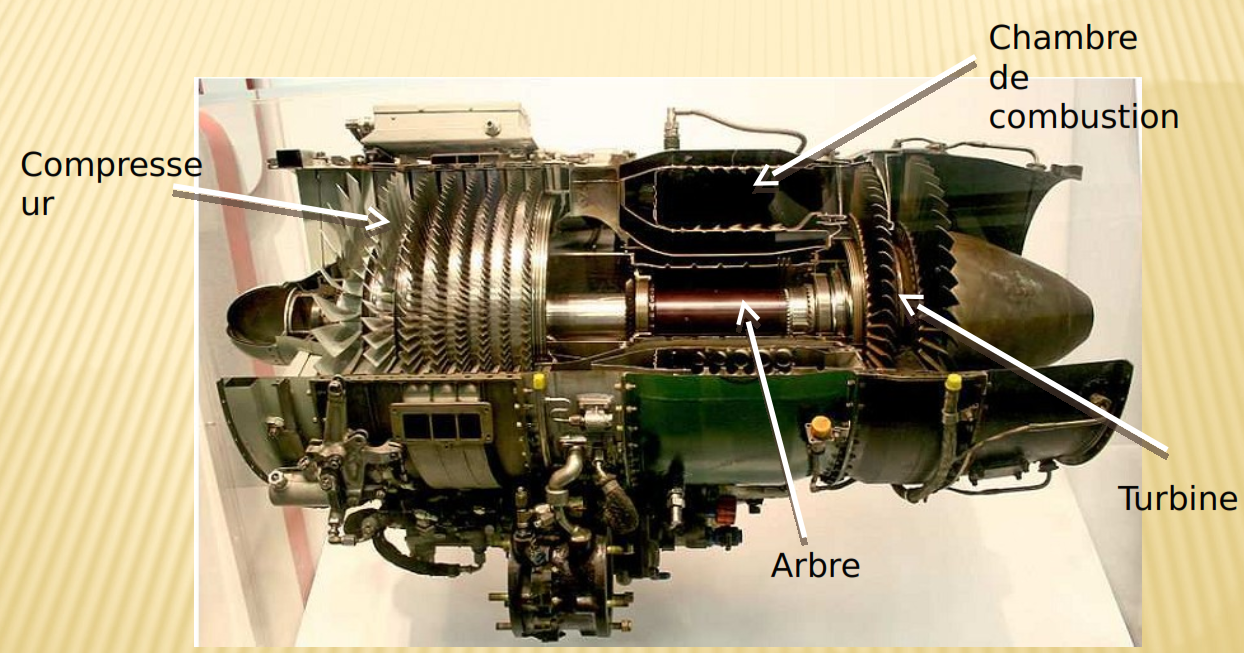 Chambre
de
combustion
Compresse
ur
Turbine
Arbre